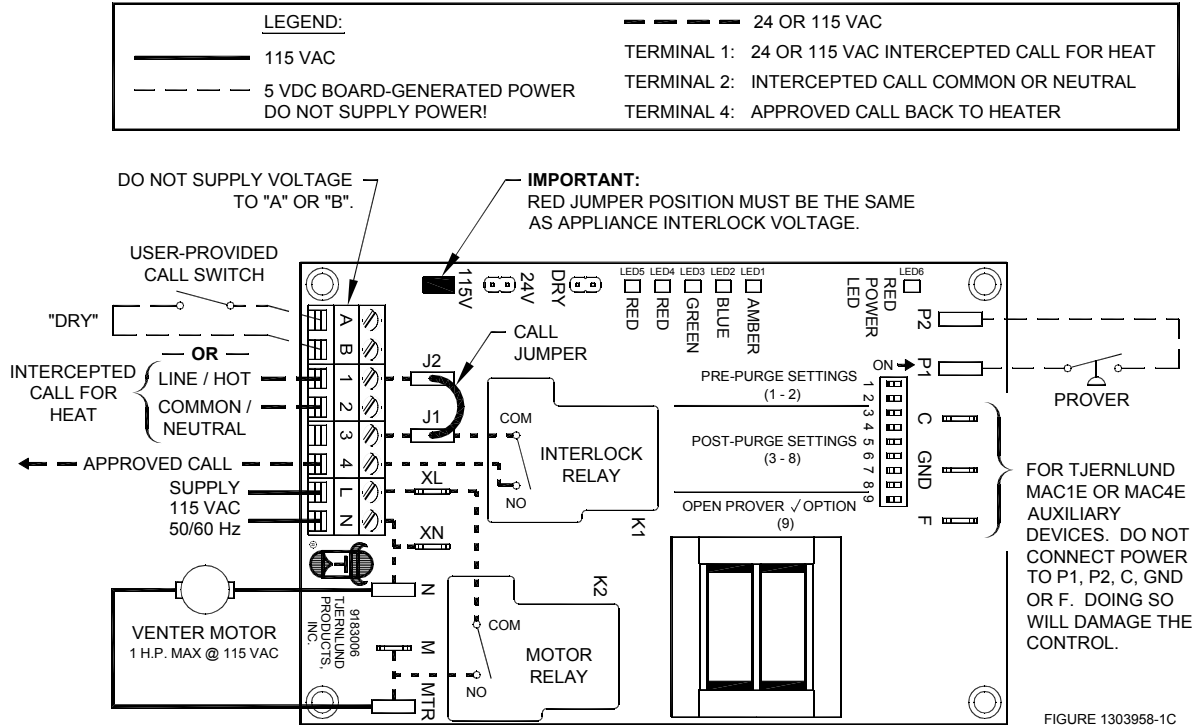 LEGEND:
115 VAC
5 VDC BOARD-GENERATED POWER
DO NOT SUPPLY POWER!
24 OR 115 VAC
TERMINAL 1: 24 OR 115 VAC INTERCEPTED CALL FOR HEAT
TERMINAL 2: INTERCEPTED CALL COMMON OR NEUTRAL
TERMINAL 4: APPROVED CALL BACK TO HEATER
DO NOT SUPPLY VOLTAGE
TO "A" OR "B".
IMPORTANT:
RED JUMPER POSITION MUST BE THE SAME
AS APPLIANCE INTERLOCK VOLTAGE.
USER-PROVIDED
CALL SWITCH
"DRY"
OR
INTERCEPTED
CALL FOR
HEAT
LINE / HOT
COMMON /
NEUTRAL
APPROVED CALL
SUPPLY
115 VAC
50/60 Hz
A
B
1
2
3
4
L
N
115V
24V
DRY
LED5
LED4
LED3
LED2
LED1
RED
RED
GREEN
BLUE
AMBER
LED6
RED
POWER
LED
P2
P1
ON
PROVER
CALL
JUMPER
J2
J1
COM
NO
INTERLOCK
RELAY
K1
XL
XN
PRE-PURGE SETTINGS
(1 - 2)
POST-PURGE SETTINGS
(3 - 8)
OPEN PROVER √ OPTION
(9)
1
2
3
4
5
6
7
8
9
C
GND
F
FOR TJERNLUND
MAC1E OR MAC4E
AUXILIARY
DEVICES. DO NOT
CONNECT POWER
TO P1, P2, C, GND
OR F. DOING SO
WILL DAMAGE THE
CONTROL.
VENTER MOTOR
1 H.P. MAX @ 115 VAC
9183006
TJERNLUND
PRODUCTS,
INC.
N
M
MTR
K2
COM
NO
MOTOR
RELAY
FIGURE 1303958-1C